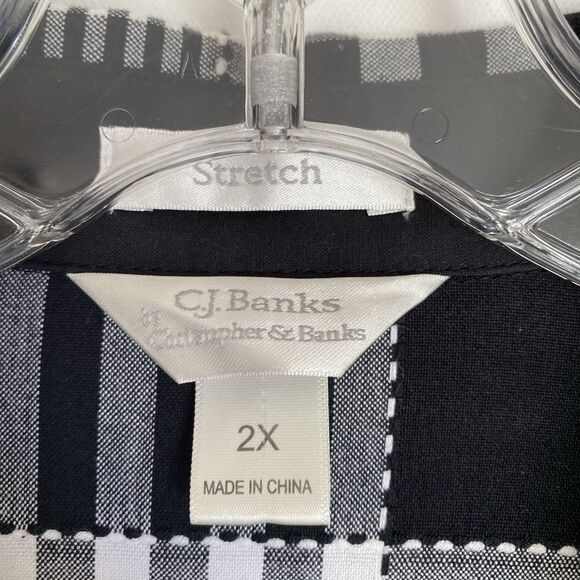 Stretch
C.J. Banks
BY
Christopher & Banks
2X
MADE IN CHINA